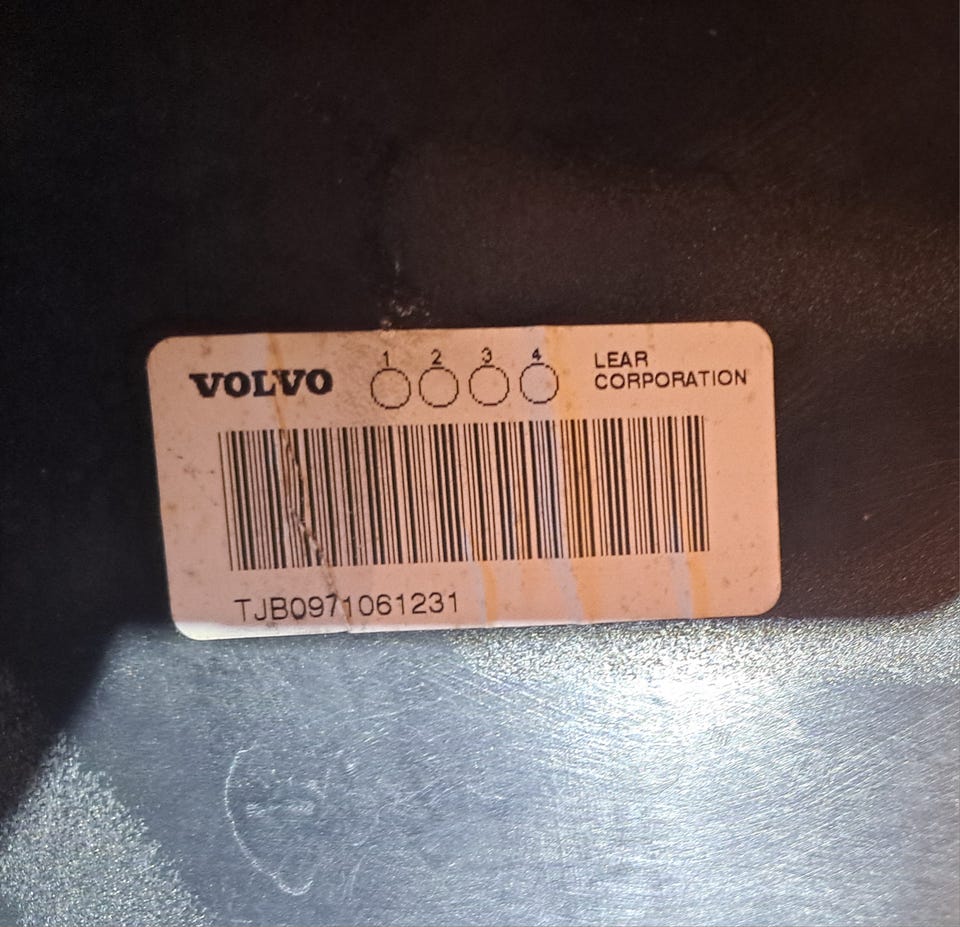 VOLVO
1 2 3 4
LEAR
CORPORATION
TJB0971061231